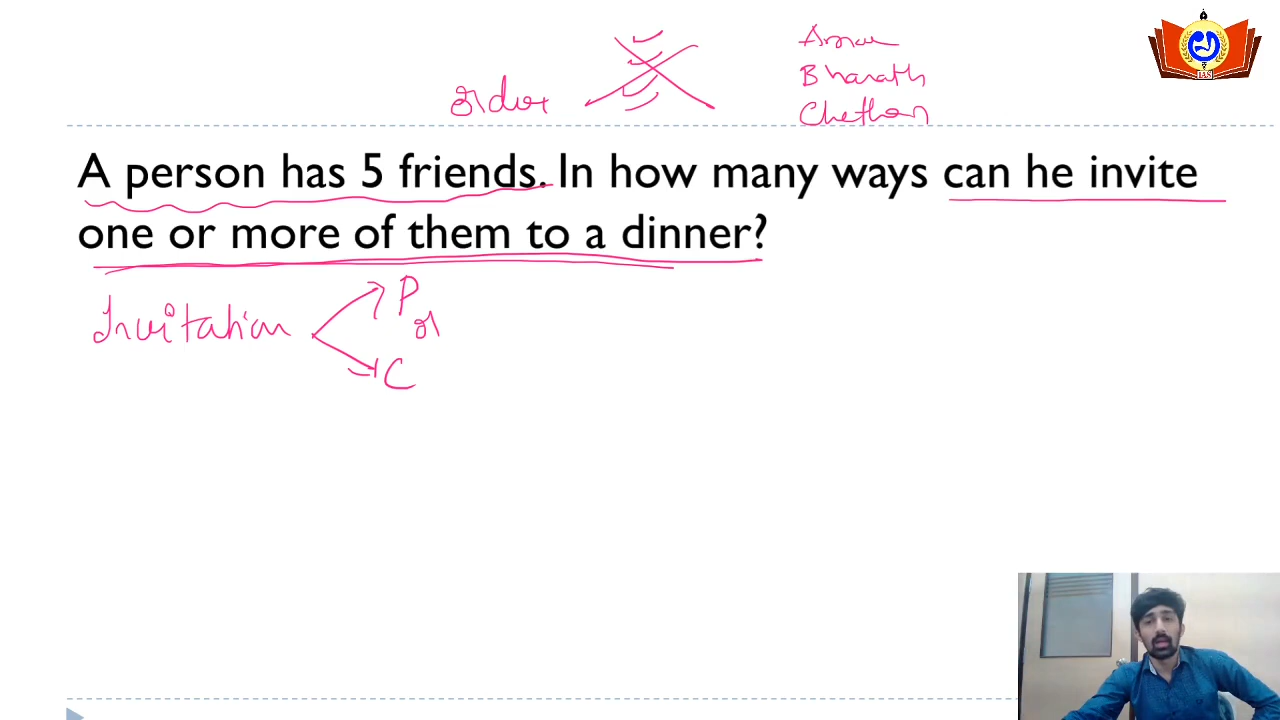 order
Bharath
Chethan
A person has 5 friends. In how many ways can he invite
one or more of them to a dinner?
Invitation
P
or
C
IAS